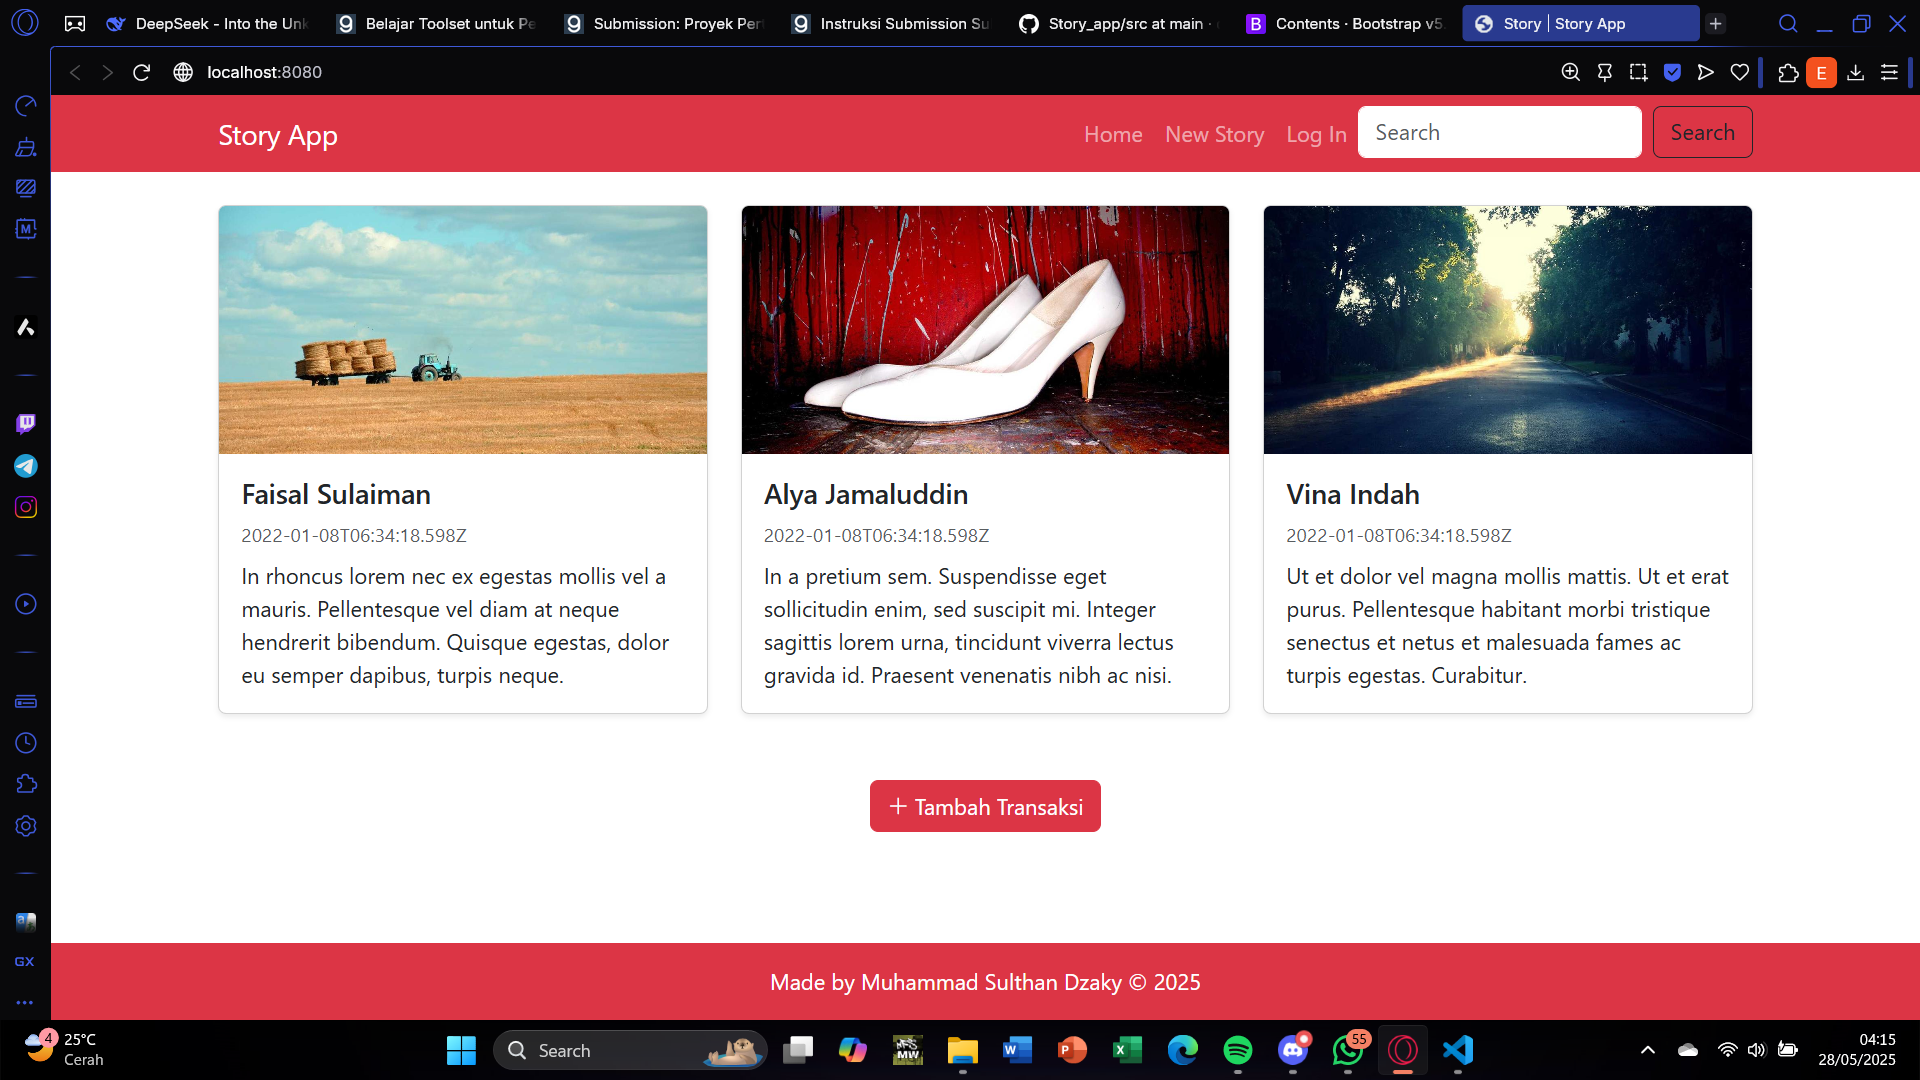 DeepSeek - Into the Unk
Belajar Toolset untuk Pe
Submission: Proyek Per
Instruksi Submission Su
Story_app/src at main ·
Contents · Bootstrap v5.
Story | Story App
localhost:8080
E
Story App
Home
New Story
Log In
Search
Search
Faisal Sulaiman
2022-01-08T06:34:18.598Z
In rhoncus lorem nec ex egestas mollis vel a
mauris. Pellentesque vel diam at neque
hendrerit bibendum. Quisque egestas, dolor
eu semper dapibus, turpis neque.
Alya Jamaluddin
2022-01-08T06:34:18.598Z
In a pretium sem. Suspendisse eget
sollicitudin enim, sed suscipit mi. Integer
sagittis lorem urna, tincidunt viverra lectus
gravida id. Praesent venenatis nibh ac nisi.
Vina Indah
2022-01-08T06:34:18.598Z
Ut et dolor vel magna mollis mattis. Ut et erat
purus. Pellentesque habitant morbi tristique
senectus et netus et malesuada fames ac
turpis egestas. Curabitur.
+ Tambah Transaksi
Made by Muhammad Sulthan Dzaky © 2025
GX
4
25°C
Cerah
Search
MW
55
04:15
28/05/2025